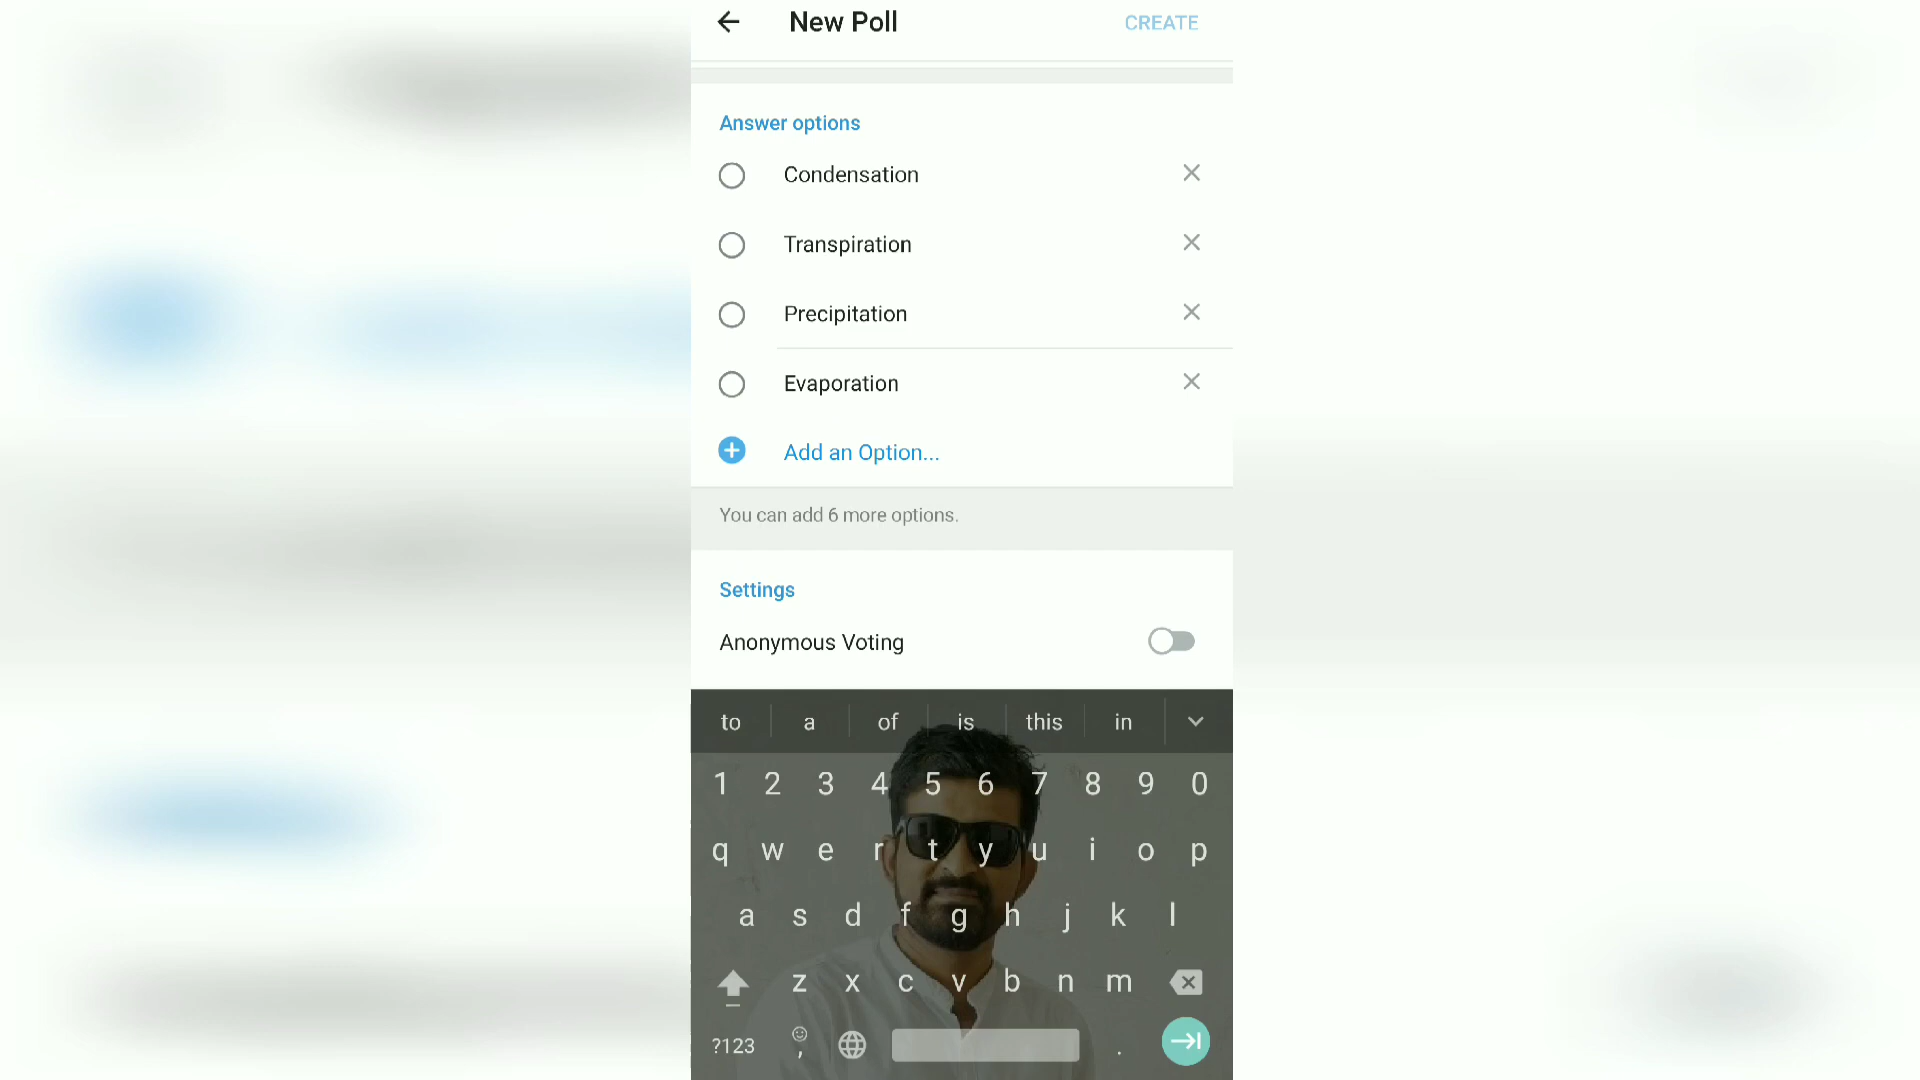 New Poll CREATE
Answer options
Condensation
Transpiration
Precipitation
Evaporation
Add an Option...
You can add 6 more options.
Settings
Anonymous Voting
to a of is this in
1 2 3 4 5 6 7 8 9 0
q w e r t y u i o p
a s d f g h j k l
z x c v b n m
?123 , .